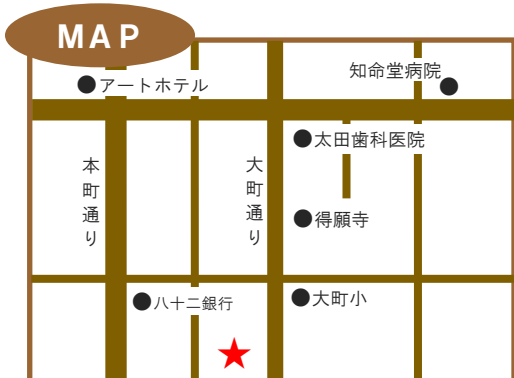 MAP
アートホテル
知命堂病院
太田歯科医院
本町通り
大町通り
得願寺
八十二銀行
大町小